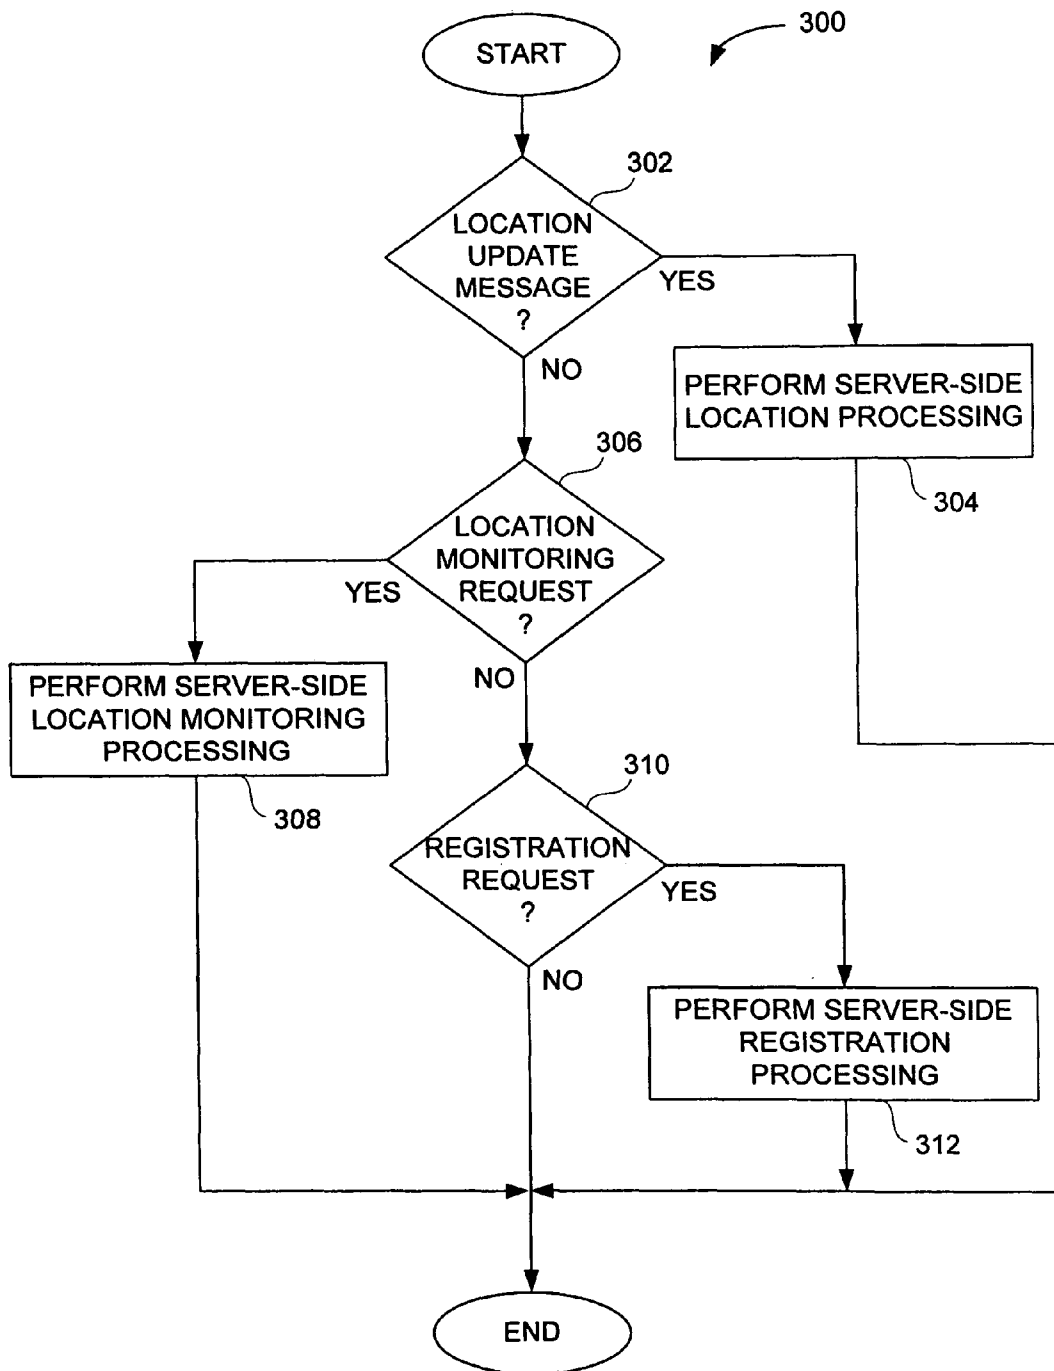 300
START
302
LOCATION
UPDATE
MESSAGE
?
YES
NO
PERFORM SERVER-SIDE
LOCATION PROCESSING
304
306
LOCATION
MONITORING
REQUEST
?
YES
NO
PERFORM SERVER-SIDE
LOCATION MONITORING
PROCESSING
308
310
REGISTRATION
REQUEST
?
YES
NO
PERFORM SERVER-SIDE
REGISTRATION
PROCESSING
312
END